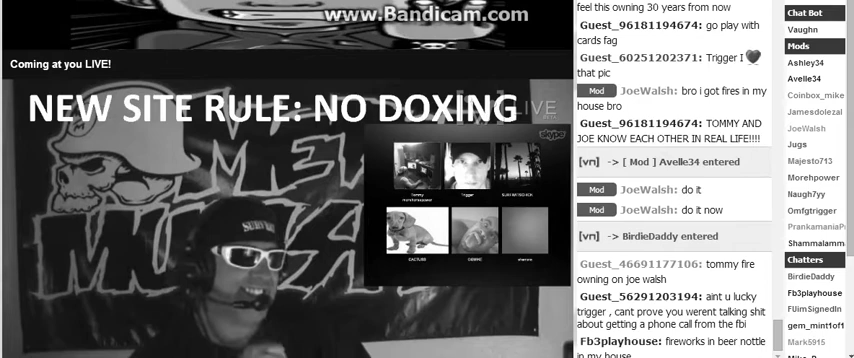 www.Bandicam.com
Coming at you LIVE!
NEW SITE RULE: NO DOXING
LIVE
skype
Tommy
Trigger
CACTUS
feel this owning 30 years from now
Guest_96181194674: go play with
cards fag
Guest_60251202371: Trigger I
that pic
Mod JoeWalsh: bro i got fires in my
house bro
Guest_96181194674: TOMMY AND
JOE KNOW EACH OTHER IN REAL LIFE!!!!
[vn] -> [ Mod ] Avelle34 entered
Mod JoeWalsh: do it
Mod JoeWalsh: do it now
[vn] -> BirdieDaddy entered
Guest_46691177106: tommy fire
owning on joe walsh
Guest_56291203194: aint u lucky
trigger , cant prove you werent talking shit
about getting a phone call from the fbi
Fb3playhouse: fireworks in beer nottle
in my house
Chat Bot
Vaughn
Mods
Ashley34
Avelle34
Coinbox_mike
Jamesdolezal
JoeWalsh
Jugs
Majesto713
Morehpower
Naugh7yy
Omfgtrigger
PrankamaniaP
Shammalamm
Chatters
BirdieDaddy
Fb3playhouse
FUimSignedIn
gem_mint1of1
Mark5915